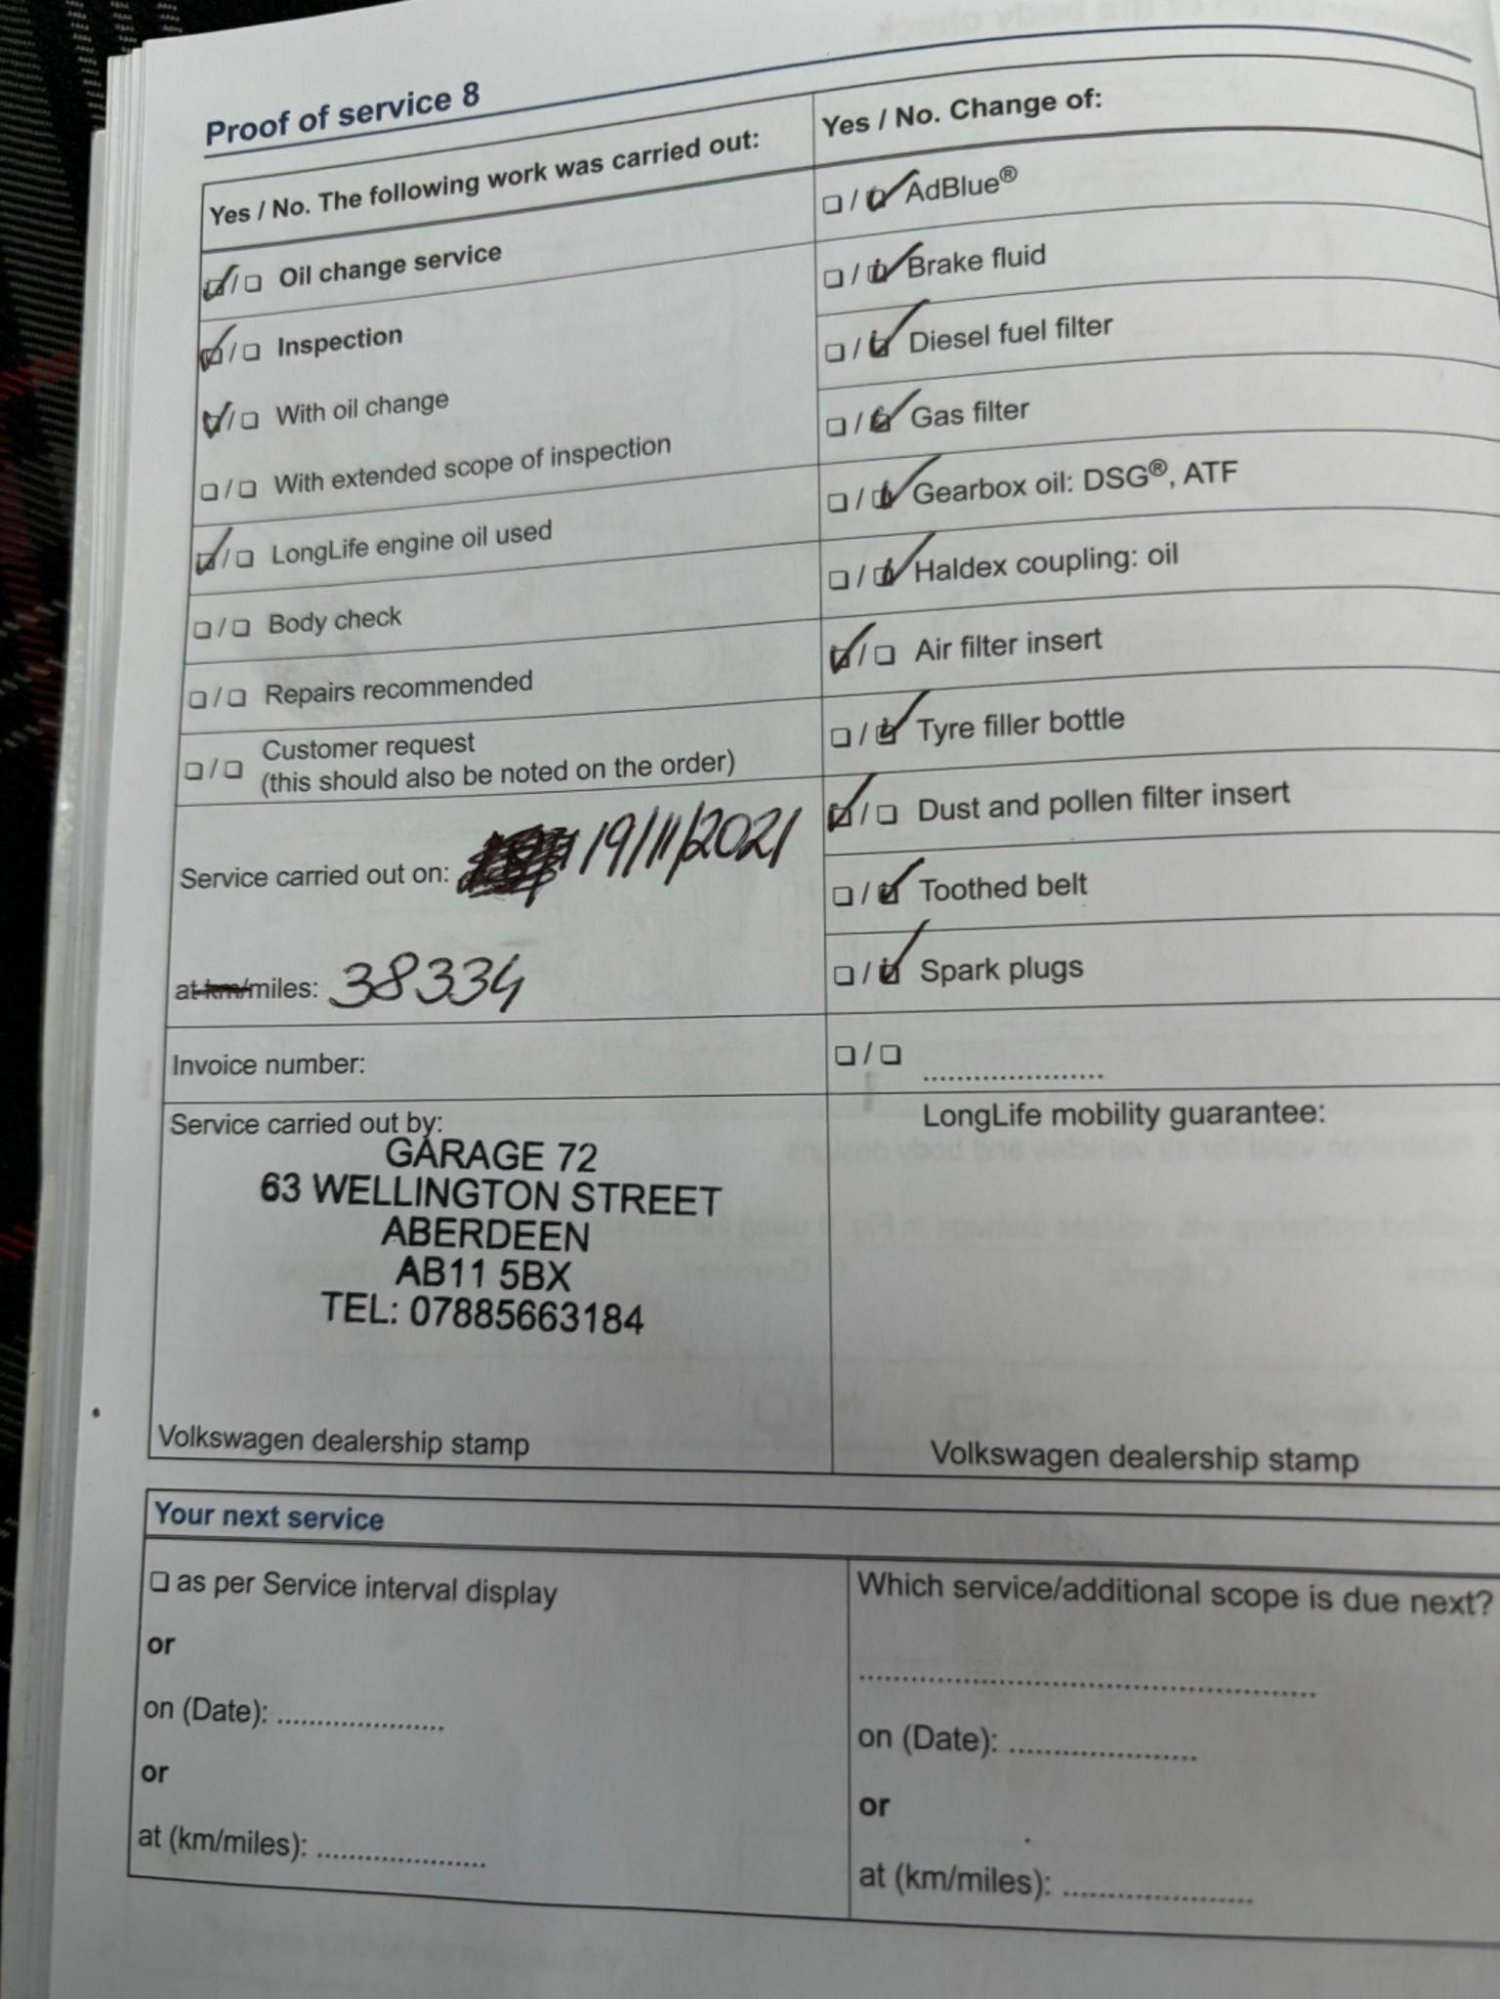 Proof of service 8
Yes / No. The following work was carried out:
☑/☐ Oil change service
☑/☐ Inspection
☑/☐ With oil change
☐/☐ With extended scope of inspection
☑/☐ LongLife engine oil used
☐/☐ Body check
☐/☐ Repairs recommended
☐/☐ Customer request
(this should also be noted on the order)
Service carried out on: 19/11/2021
at km/miles: 38334
Invoice number:
Service carried out by:
GARAGE 72
63 WELLINGTON STREET
ABERDEEN
AB11 5BX
TEL: 07885663184
Volkswagen dealership stamp
Yes / No. Change of:
☐/☑ AdBlue®
☐/☑ Brake fluid
☐/☑ Diesel fuel filter
☐/☑ Gas filter
☐/☑ Gearbox oil: DSG®, ATF
☐/☑ Haldex coupling: oil
☑/☐ Air filter insert
☐/☑ Tyre filler bottle
☑/☐ Dust and pollen filter insert
☐/☑ Toothed belt
☐/☑ Spark plugs
☐/☐ ........................
LongLife mobility guarantee:
Volkswagen dealership stamp
Your next service
☐ as per Service interval display
or
on (Date): ......................
or
at (km/miles): ......................
Which service/additional scope is due next?
............................................................
on (Date): ........................
or
at (km/miles): ........................